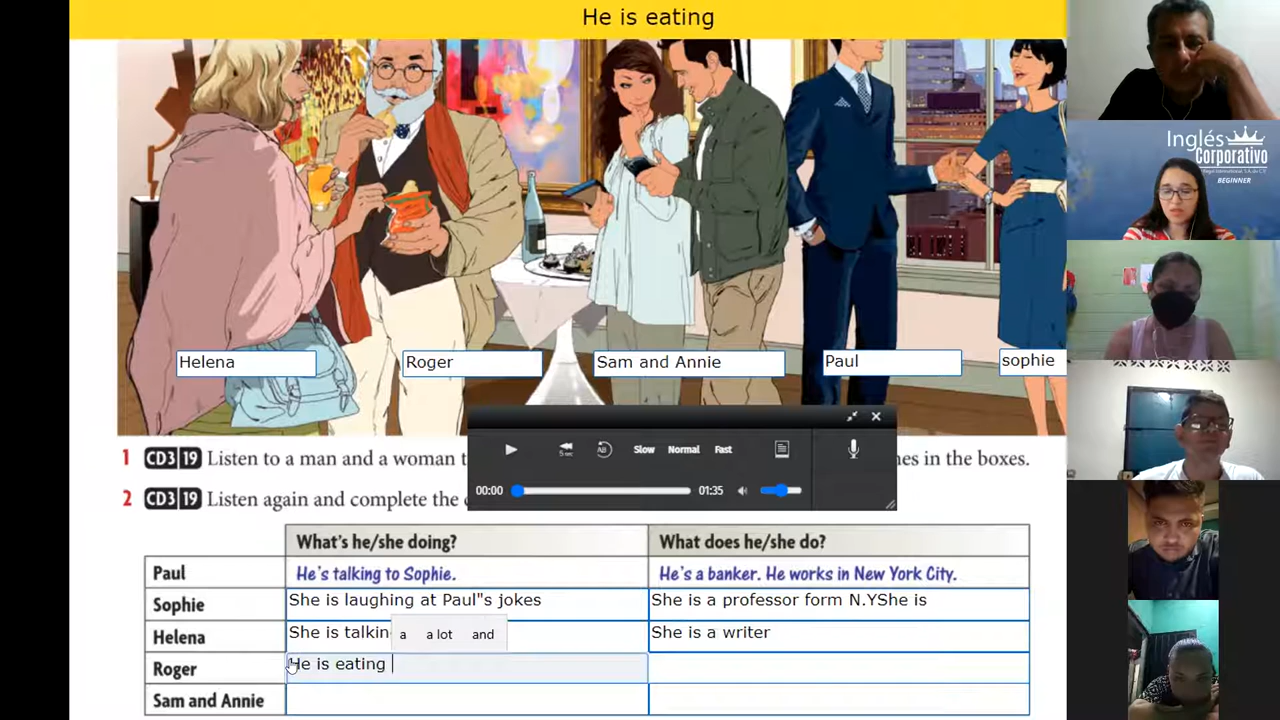 He is eating
Inglés
Corporativo
BEGINNER
Helena
Roger
Sam and Annie
Paul
sophie
Slow Normal Fast
00:00
01:35
1 CD3 19 Listen to a man and a woman t nes in the boxes.
2 CD3 19 Listen again and complete the
What's he/she doing? What does he/she do?
Paul He's talking to Sophie. He's a banker. He works in New York City.
Sophie She is laughing at Paul"s jokes She is a professor form N.YShe is
Helena She is talkin a a lot and She is a writer
Roger He is eating
Sam and Annie